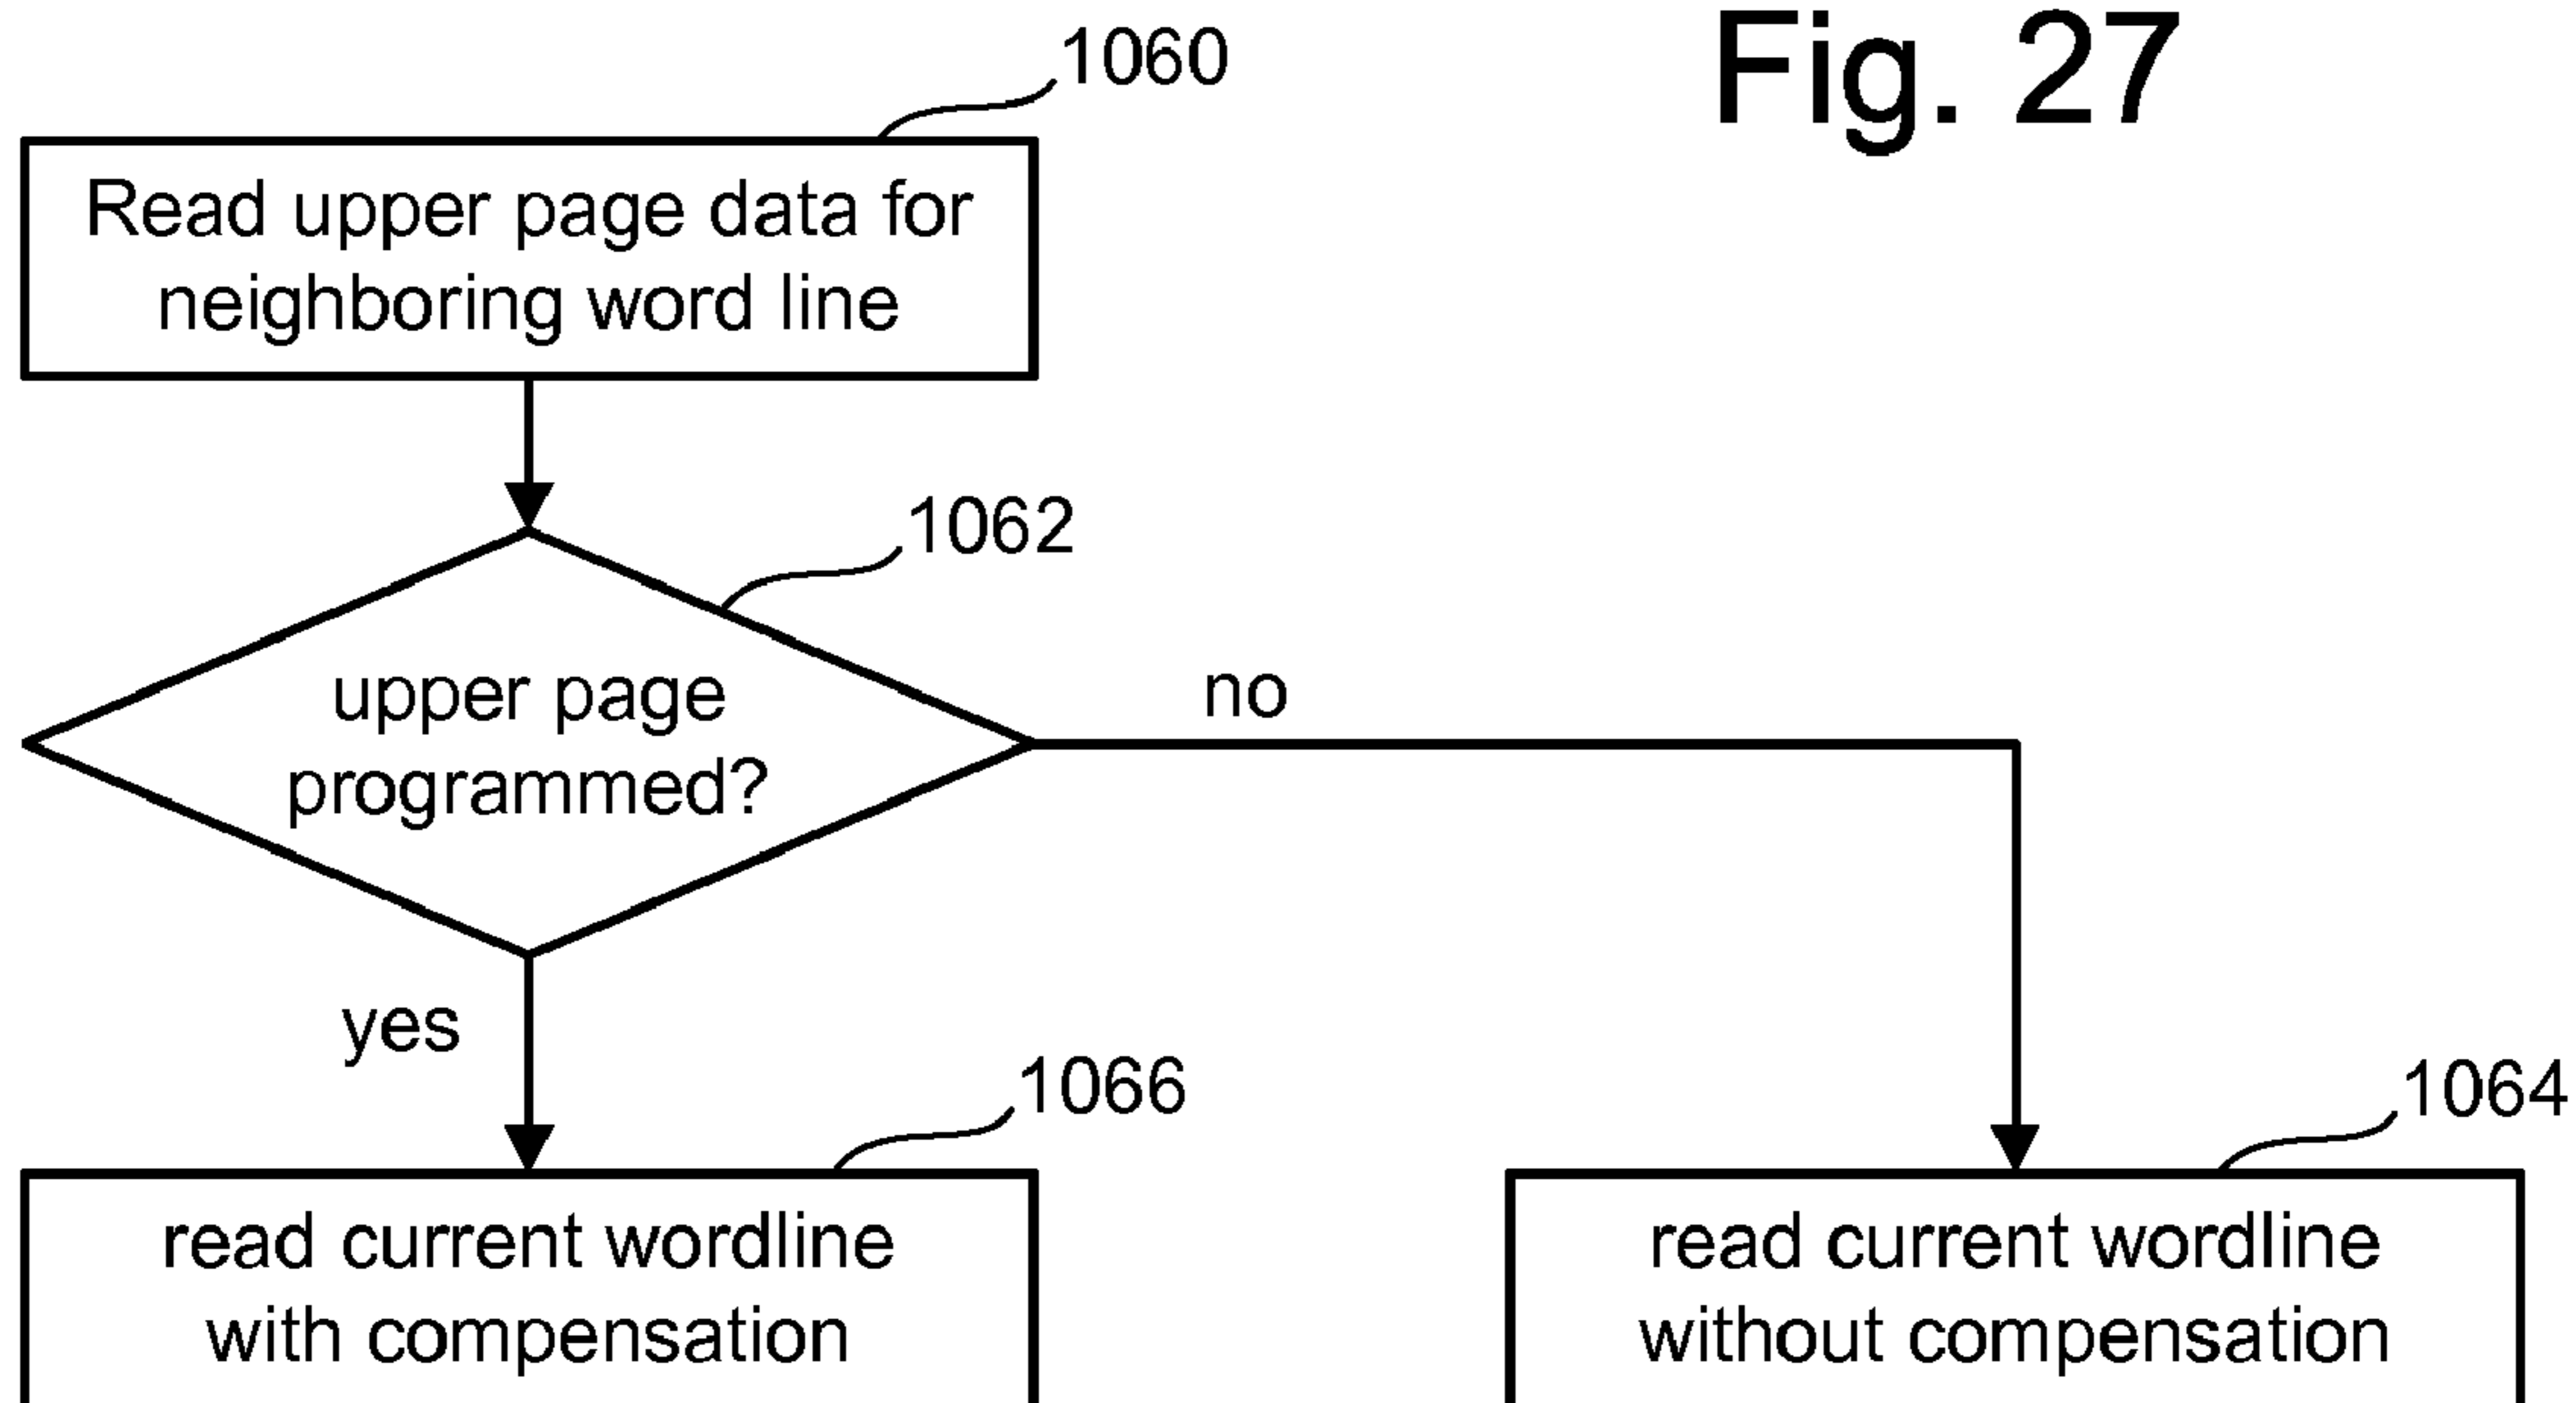 Fig. 27
1060
Read upper page data for
neighboring word line
1062
upper page
programmed?
no
yes
1066
read current wordline
with compensation
1064
read current wordline
without compensation